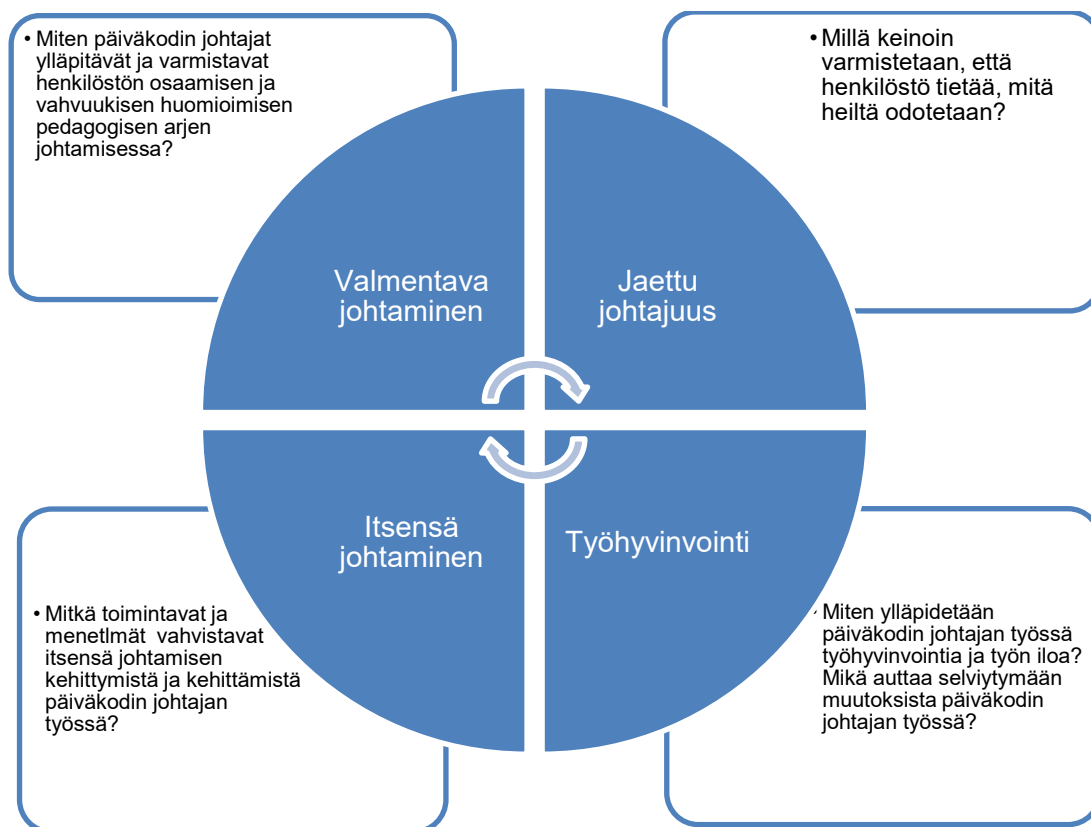 • Miten päiväkodin johtajat
ylläpitävät ja varmistavat
henkilöstön osaamisen ja
vahvuukisen huomioimisen
pedagogisen arjen
johtamisessa?
• Millä keinoin
varmistetaan, että
henkilöstö tietää, mitä
heiltä odotetaan?
Valmentava
johtaminen
Jaettu
johtajuus
Itsensä
johtaminen
Työhyvinvointi
• Mitkä toimintavat ja
menetlmät vahvistavat
itsensä johtamisen
kehittymistä ja kehittämistä
päiväkodin johtajan
työssä?
• Miten ylläpidetään
päiväkodin johtajan työssä
työhyvinvointia ja työn iloa?
Mikä auttaa selviytymään
muutoksista päiväkodin
johtajan työssä?